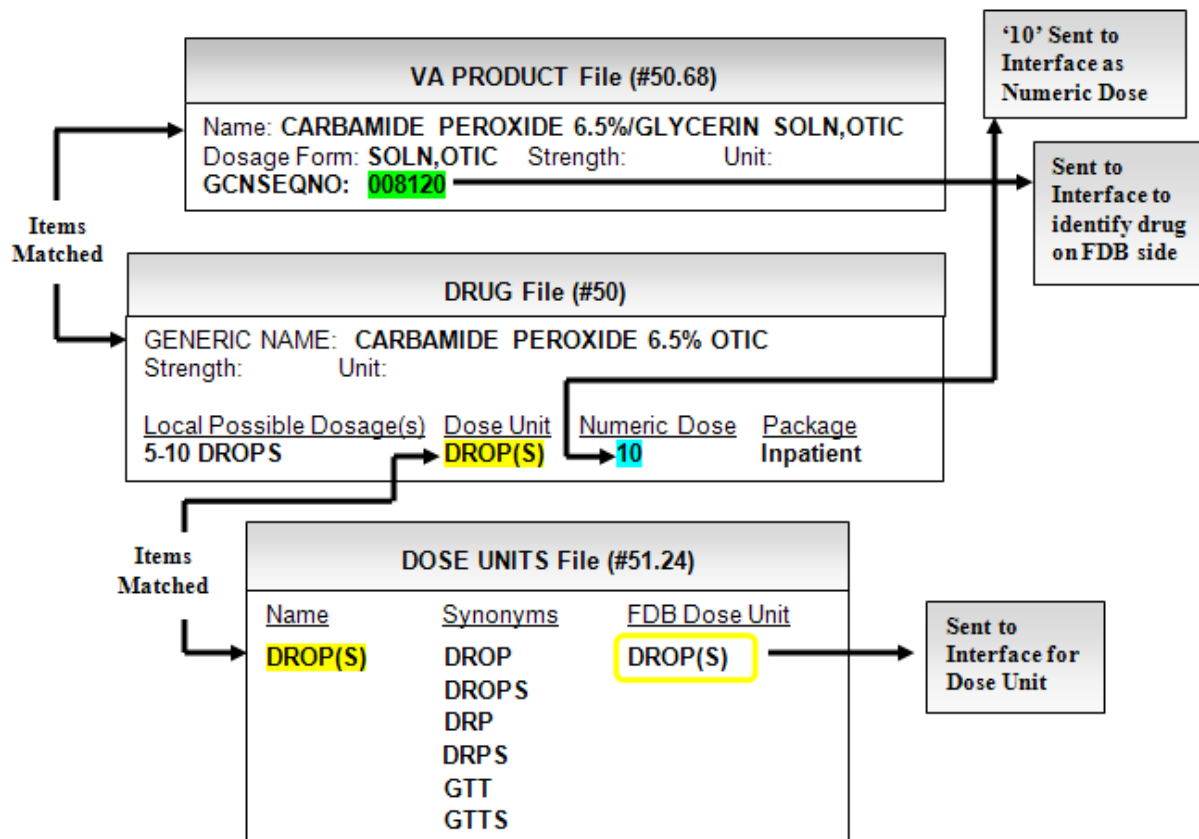 VA PRODUCT File (#50.68)
Name: CARBAMIDE PEROXIDE 6.5%/GLYCERIN SOLN,OTIC
Dosage Form: SOLN,OTIC Strength: Unit:
GCNSEQNO: 008120
‘10’ Sent to
Interface as
Numeric Dose
Sent to
Interface to
identify drug
on FDB side
Items
Matched
DRUG File (#50)
GENERIC NAME: CARBAMIDE PEROXIDE 6.5% OTIC
Strength: Unit:
Local Possible Dosage(s) Dose Unit Numeric Dose Package
5-10 DROPS DROP(S) 10 Inpatient
Items
Matched
DOSE UNITS File (#51.24)
Name Synonyms FDB Dose Unit
DROP(S) DROP DROP(S)
DROPS
DRP
DRPS
GTT
GTTS
Sent to
Interface for
Dose Unit